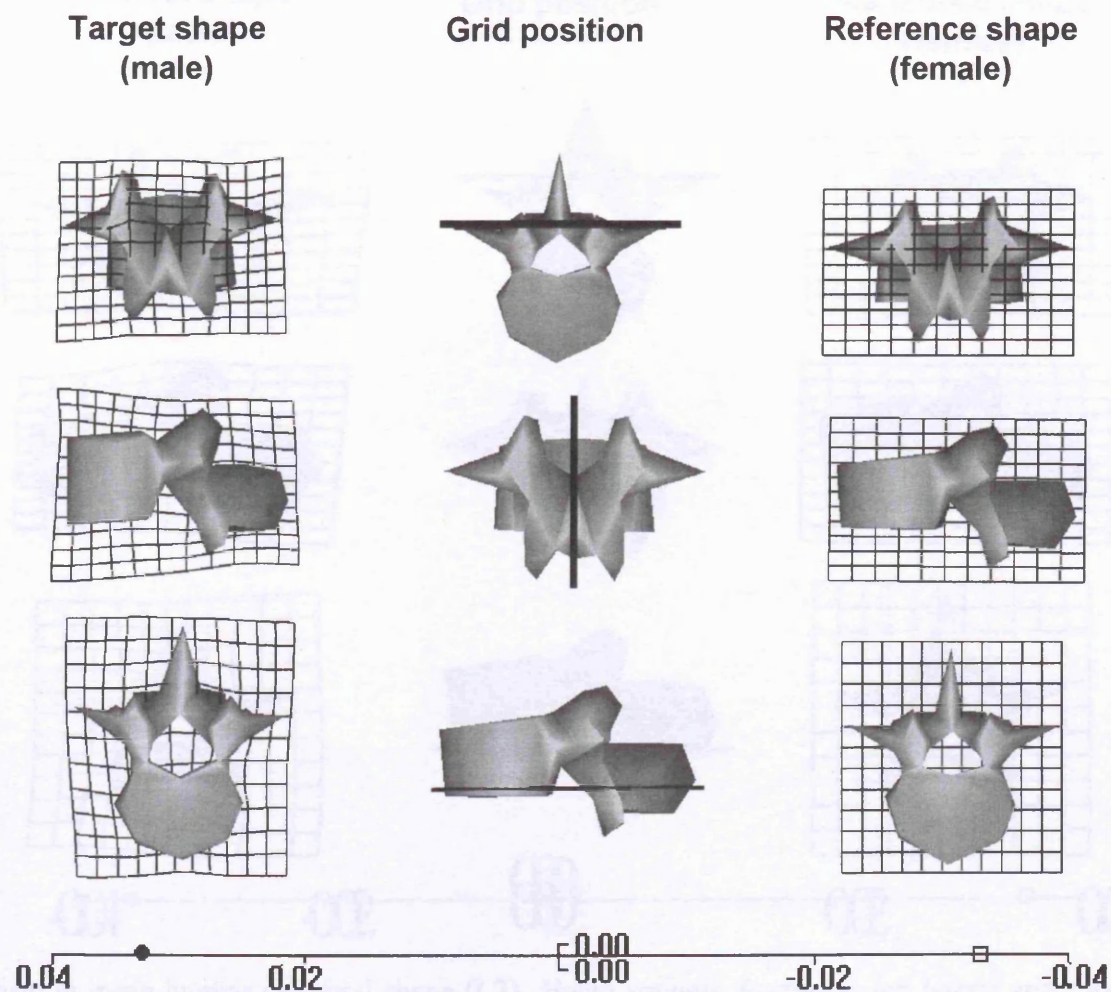 Target shape
(male)
Grid position
Reference shape
(female)
0.04
0.02
0.00
0.00
-0.02
-0.04